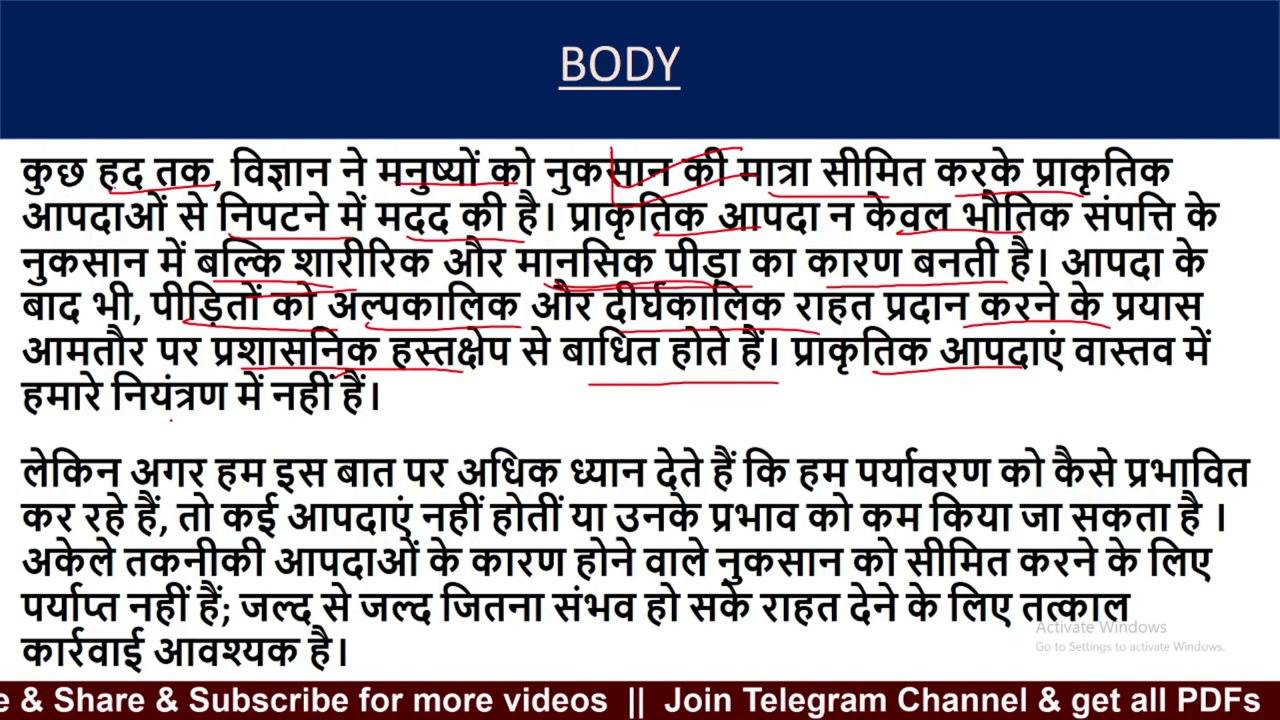 BODY
कुछ हद तक, विज्ञान ने मनुष्यों को नुकसान की मात्रा सीमित करके प्राकृतिक
आपदाओं से निपटने में मदद की है। प्राकृतिक आपदा न केवल भौतिक संपत्ति के
नुकसान में बल्कि शारीरिक और मानसिक पीड़ा का कारण बनती है। आपदा के
बाद भी, पीड़ितों को अल्पकालिक और दीर्घकालिक राहत प्रदान करने के प्रयास
आमतौर पर प्रशासनिक हस्तक्षेप से बाधित होते हैं। प्राकृतिक आपदाएं वास्तव में
हमारे नियंत्रण में नहीं हैं।
लेकिन अगर हम इस बात पर अधिक ध्यान देते हैं कि हम पर्यावरण को कैसे प्रभावित
कर रहे हैं, तो कई आपदाएं नहीं होतीं या उनके प्रभाव को कम किया जा सकता है ।
अकेले तकनीकी आपदाओं के कारण होने वाले नुकसान को सीमित करने के लिए
पर्याप्त नहीं हैं; जल्द से जल्द जितना संभव हो सके राहत देने के लिए तत्काल
कार्रवाई आवश्यक है।
Activate Windows
Go to Settings to activate Windows.
e & Share & Subscribe for more videos || Join Telegram Channel & get all PDFs